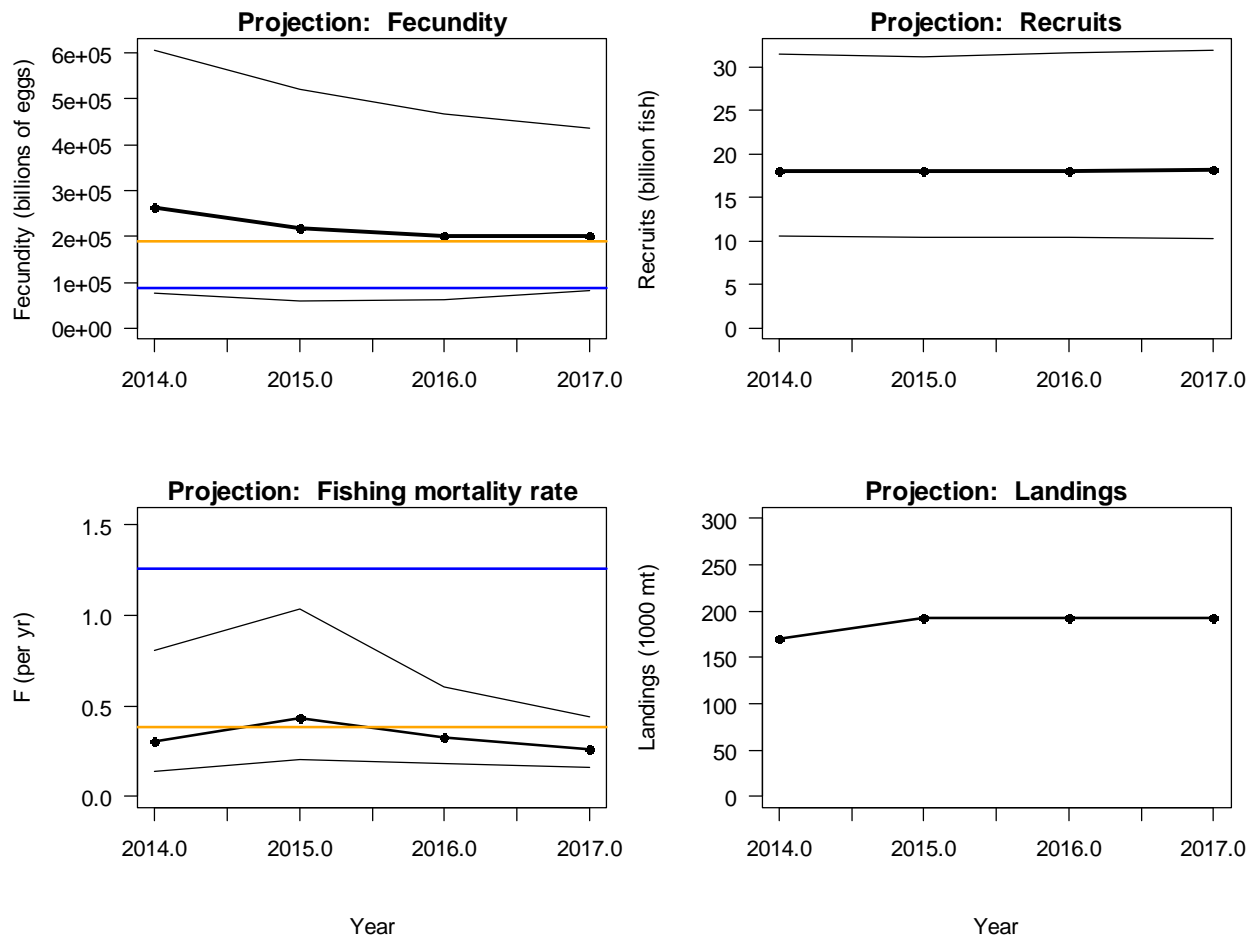 Projection: Fecundity
Fecundity (billions of eggs)
6e+05
5e+05
4e+05
3e+05
2e+05
1e+05
0e+00
2014.0 2015.0 2016.0 2017.0
Projection: Recruits
Recruits (billion fish)
30
25
20
15
10
5
0
2014.0 2015.0 2016.0 2017.0
Projection: Fishing mortality rate
F (per yr)
1.5
1.0
0.5
0.0
2014.0 2015.0 2016.0 2017.0
Year
Projection: Landings
Landings (1000 mt)
300
250
200
150
100
50
0
2014.0 2015.0 2016.0 2017.0
Year